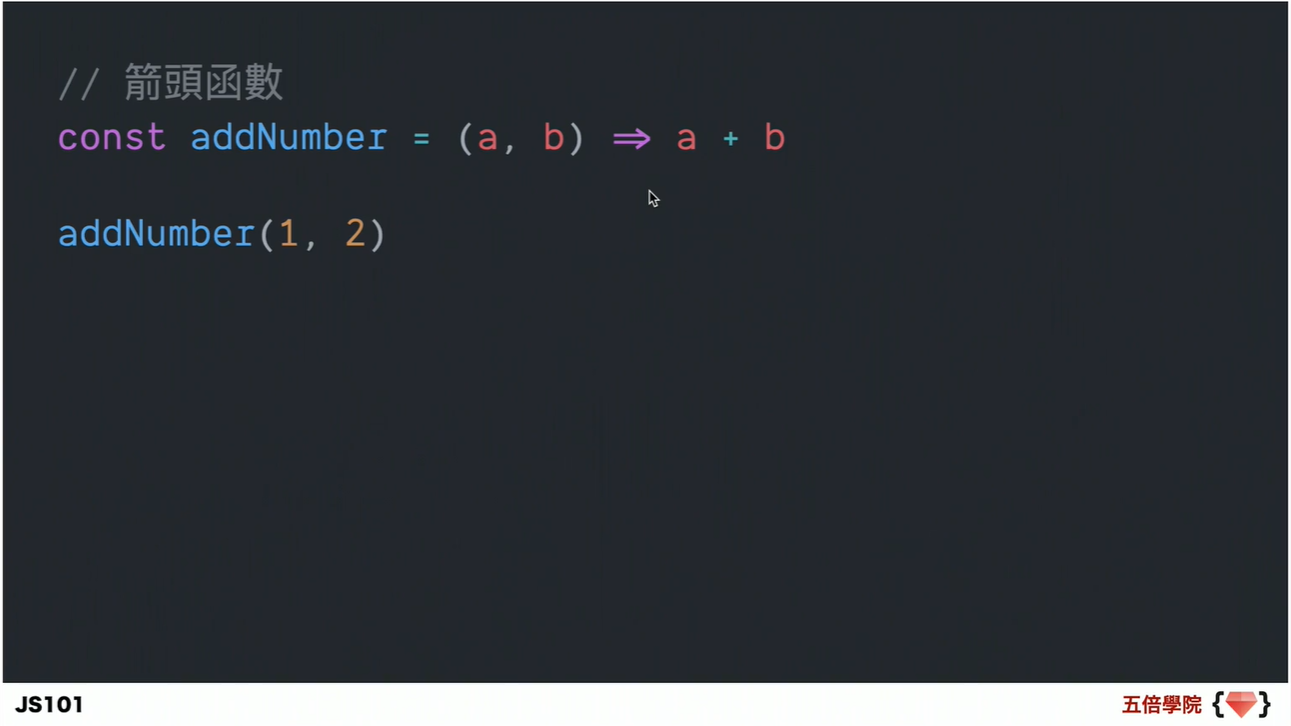 // 箭頭函數
const addNumber = (a, b) => a + b
addNumber(1, 2)
JS101
五倍學院